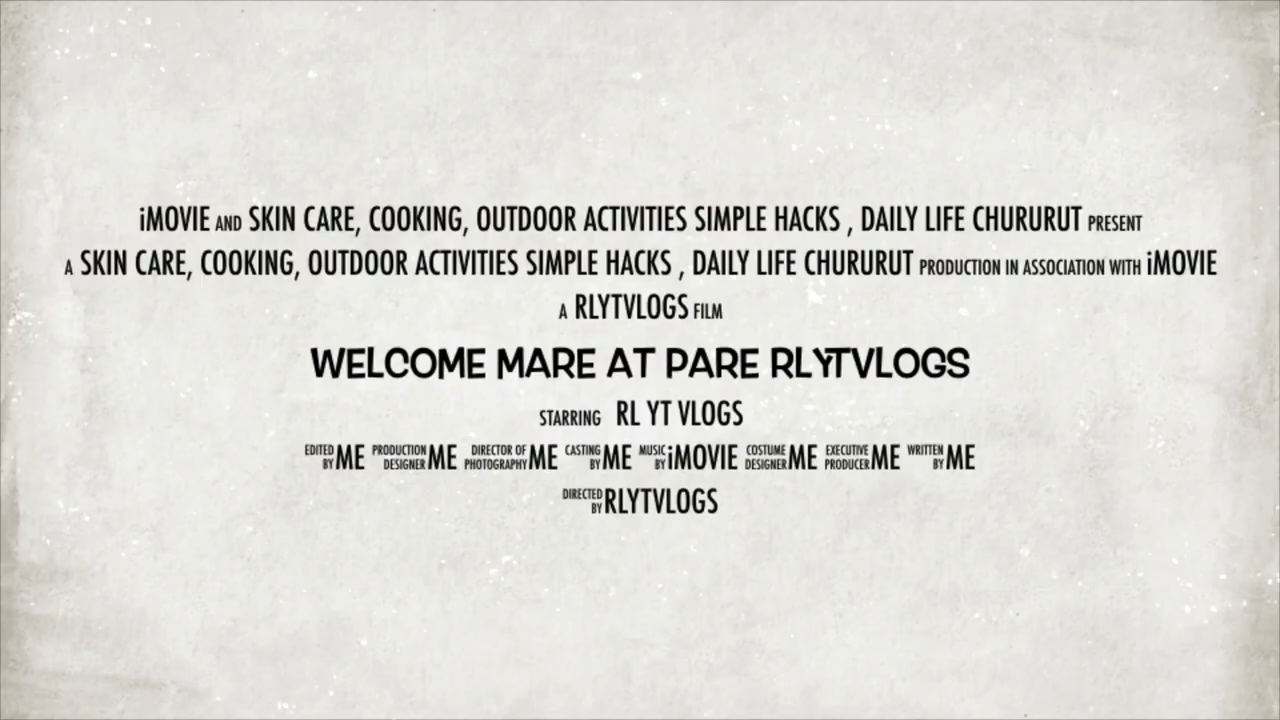 iMOVIE AND SKIN CARE, COOKING, OUTDOOR ACTIVITIES SIMPLE HACKS , DAILY LIFE CHURURUT PRESENT
A SKIN CARE, COOKING, OUTDOOR ACTIVITIES SIMPLE HACKS , DAILY LIFE CHURURUT PRODUCTION IN ASSOCIATION WITH iMOVIE
A RLYTVLOGS FILM
WELCOME MARE AT PARE RLYTVLOGS
STARRING RL YT VLOGS
EDITED BY ME PRODUCTION DESIGNER ME DIRECTOR OF PHOTOGRAPHY ME CASTING BY ME MUSIC BY iMOVIE COSTUME DESIGNER ME EXECUTIVE PRODUCER ME WRITTEN BY ME
DIRECTED BY RLYTVLOGS